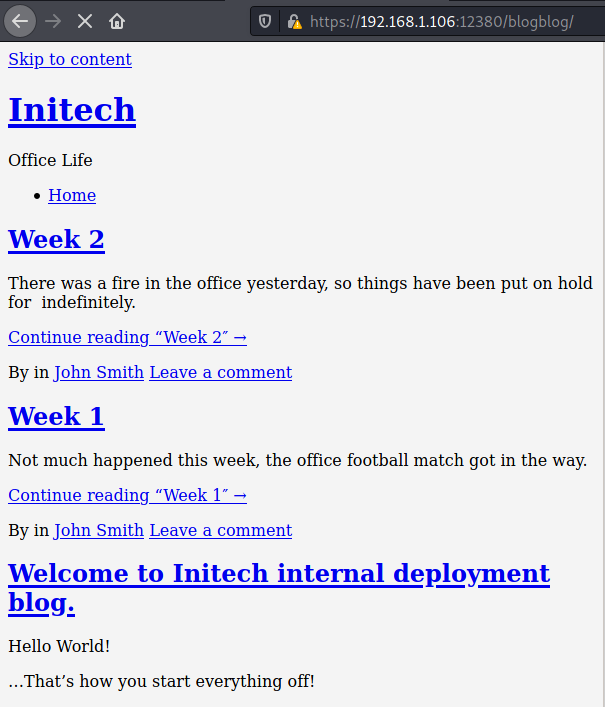 https://192.168.1.106:12380/blogblog/
Skip to content
Initech
Office Life
Home
Week 2
There was a fire in the office yesterday, so things have been put on hold
for  indefinitely.
Continue reading “Week 2″ →
By in John Smith Leave a comment
Week 1
Not much happened this week, the office football match got in the way.
Continue reading “Week 1″ →
By in John Smith Leave a comment
Welcome to Initech internal deployment
blog.
Hello World!
…That’s how you start everything off!